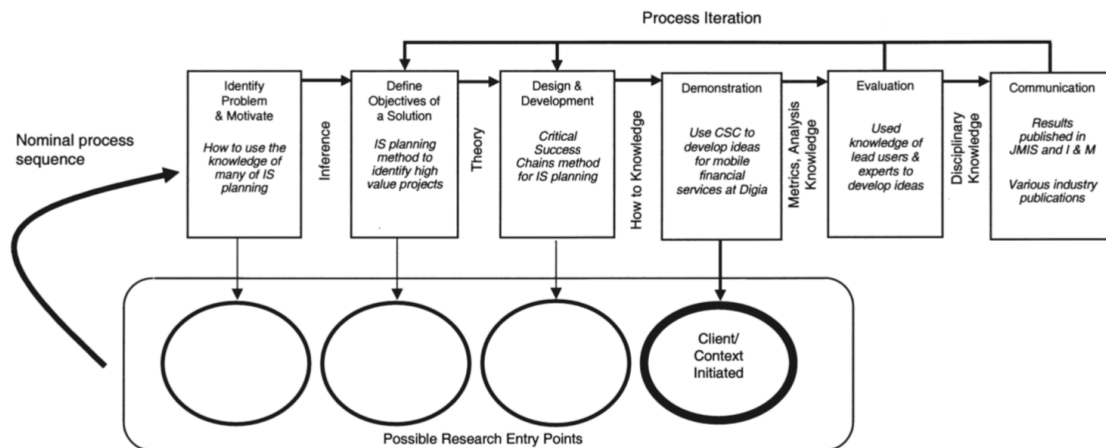 Process Iteration
Nominal process
sequence
Identify
Problem
& Motivate
How to use the
knowledge of
many of IS
planning
Inference
Define
Objectives of
a Solution
IS planning
method to
identify high
value projects
Theory
Design &
Development
Critical
Success
Chains method
for IS planning
How to Knowledge
Demonstration
Use CSC to
develop ideas
for mobile
financial
services at Digia
Metrics, Analysis
Knowledge
Evaluation
Used
knowledge of
lead users &
experts to
develop ideas
Disciplinary
Knowledge
Communication
Results
published in
JMIS and I & M
Various industry
publications
Client/
Context
Initiated
Possible Research Entry Points